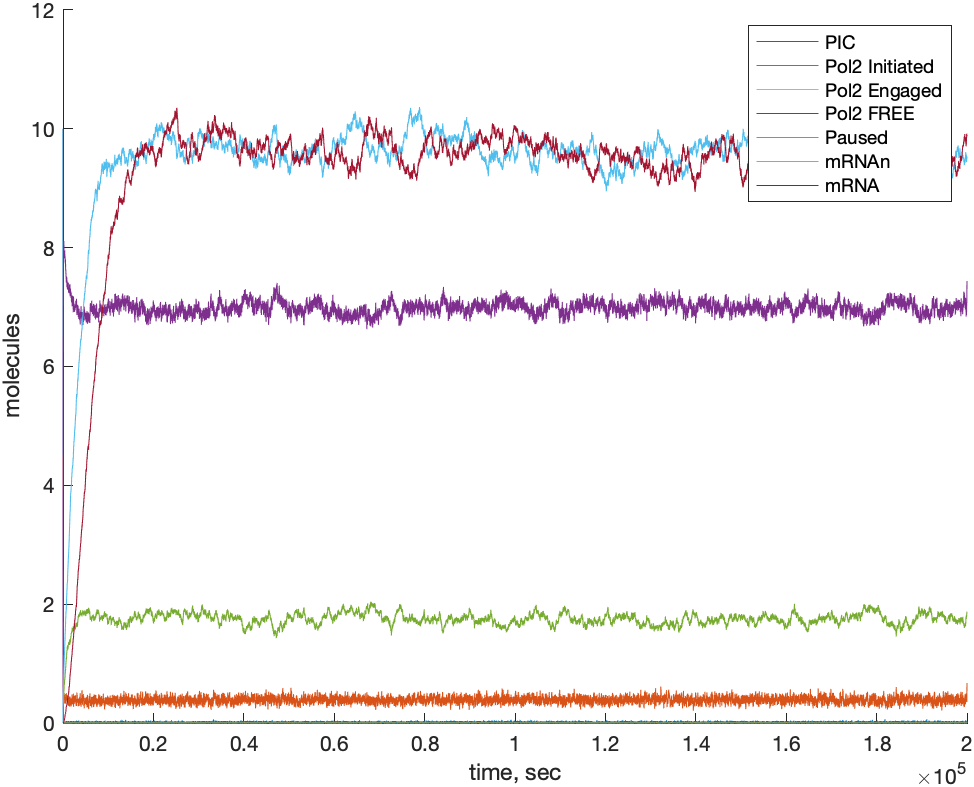 12
10
8
6
4
2
0
molecules
PIC
Pol2 Initiated
Pol2 Engaged
Pol2 FREE
Paused
mRNAn
mRNA
0 0.2 0.4 0.6 0.8 1 1.2 1.4 1.6 1.8 2
time, sec
×10⁵